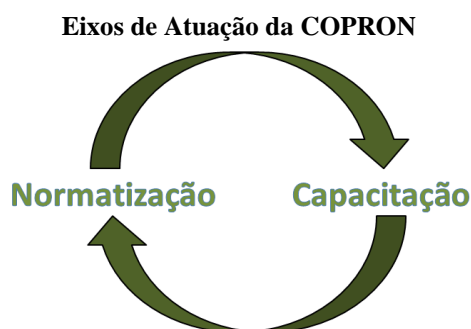 Eixos de Atuação da COPRON
Normatização Capacitação